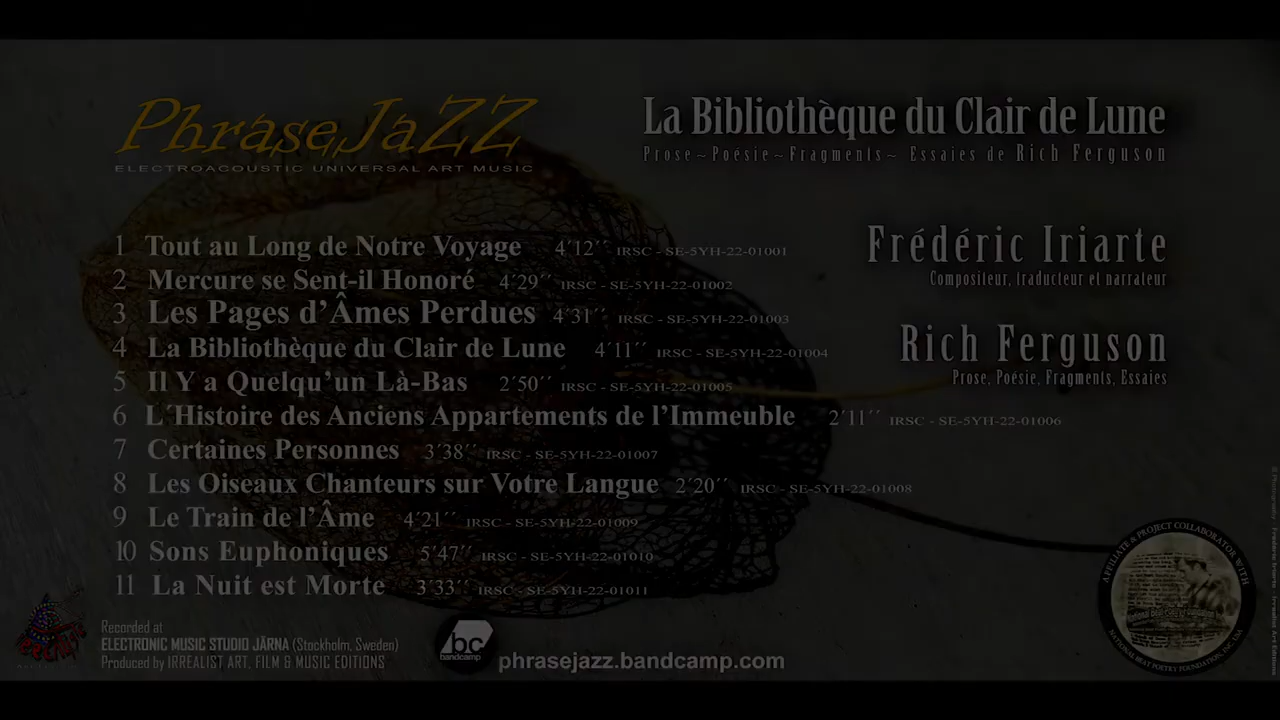 PhraseJaZZ
ELECTROACOUSTIC UNIVERSAL ART MUSIC
La Bibliothèque du Clair de Lune
Prose ~ Poésie ~ Fragments ~ Essaies de Rich Ferguson
Frédéric Iriarte
Compositeur, traducteur et narrateur
Rich Ferguson
Prose, Poésie, Fragments, Essaies
1 Tout au Long de Notre Voyage 4´12´´ IRSC - SE-5YH-22-01001
2 Mercure se Sent-il Honoré 4´29´´ IRSC - SE-5YH-22-01002
3 Les Pages d’Âmes Perdues 4´31´´ IRSC - SE-5YH-22-01003
4 La Bibliothèque du Clair de Lune 4´11´´ IRSC - SE-5YH-22-01004
5 Il Y a Quelqu’un Là-Bas 2´50´´ IRSC - SE-5YH-22-01005
6 L´Histoire des Anciens Appartements de l’Immeuble 2´11´´ IRSC - SE-5YH-22-01006
7 Certaines Personnes 3´38´´ IRSC - SE-5YH-22-01007
8 Les Oiseaux Chanteurs sur Votre Langue 2´20´´ IRSC - SE-5YH-22-01008
9 Le Train de l’Âme 4´21´´ IRSC - SE-5YH-22-01009
10 Sons Euphoniques 5´47´´ IRSC - SE-5YH-22-01010
11 La Nuit est Morte 3´33´´ IRSC - SE-5YH-22-01011
Recorded at
ELECTRONIC MUSIC STUDIO JÄRNA (Stockholm, Sweden)
Produced by IRREALIST ART, FILM & MUSIC EDITIONS
bc
bandcamp
phrasejazz.bandcamp.com
AFFILIATE & PROJECT COLLABORATOR WITH
NATIONAL BEAT POETRY FOUNDATION, INC. USA